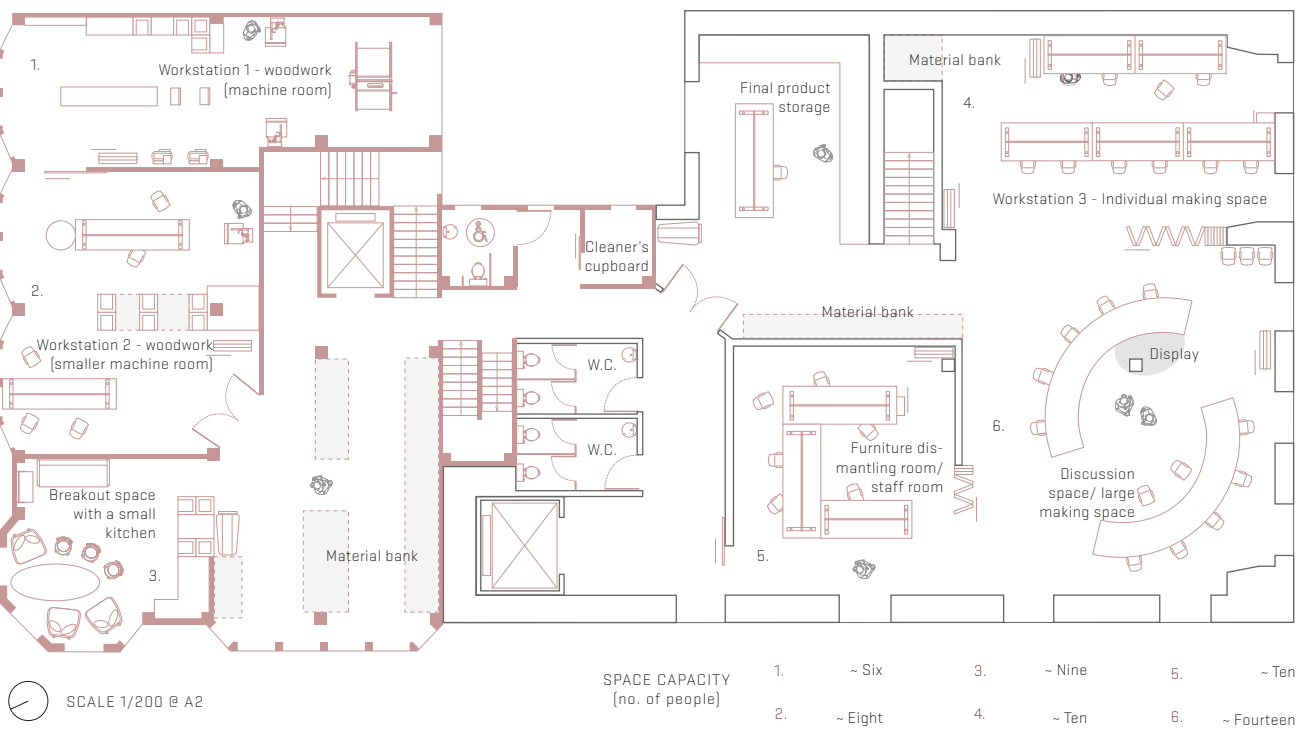 1.
Workstation 1 - woodwork
(machine room)
Final product
storage
Material bank
4.
Workstation 3 - Individual making space
Cleaner's
cupboard
2.
Workstation 2 - woodwork
(smaller machine room)
Material bank
W.C.
W.C.
Display
6.
Furniture dis-
mantling room/
staff room
Discussion
space/ large
making space
Breakout space
with a small
kitchen
3.
Material bank
5.
SCALE 1/200 @ A2
SPACE CAPACITY
(no. of people)
1. ~ Six
2. ~ Eight
3. ~ Nine
4. ~ Ten
5. ~ Ten
6. ~ Fourteen